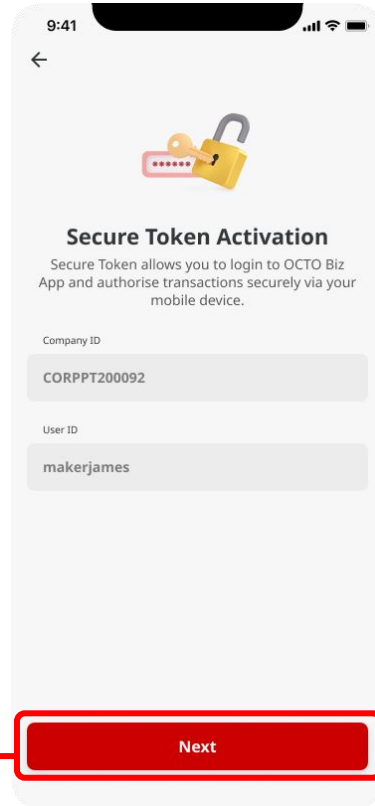 9:41
******
Secure Token Activation
Secure Token allows you to login to OCTO Biz
App and authorise transactions securely via your
mobile device.
Company ID
CORPPT200092
User ID
makerjames
Next